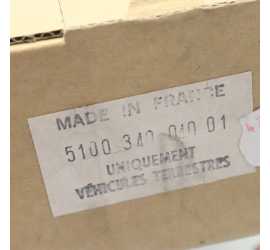 MADE IN FRANCE
5100 340 010 01
UNIQUEMENT
VÉHICULES TERRESTRES